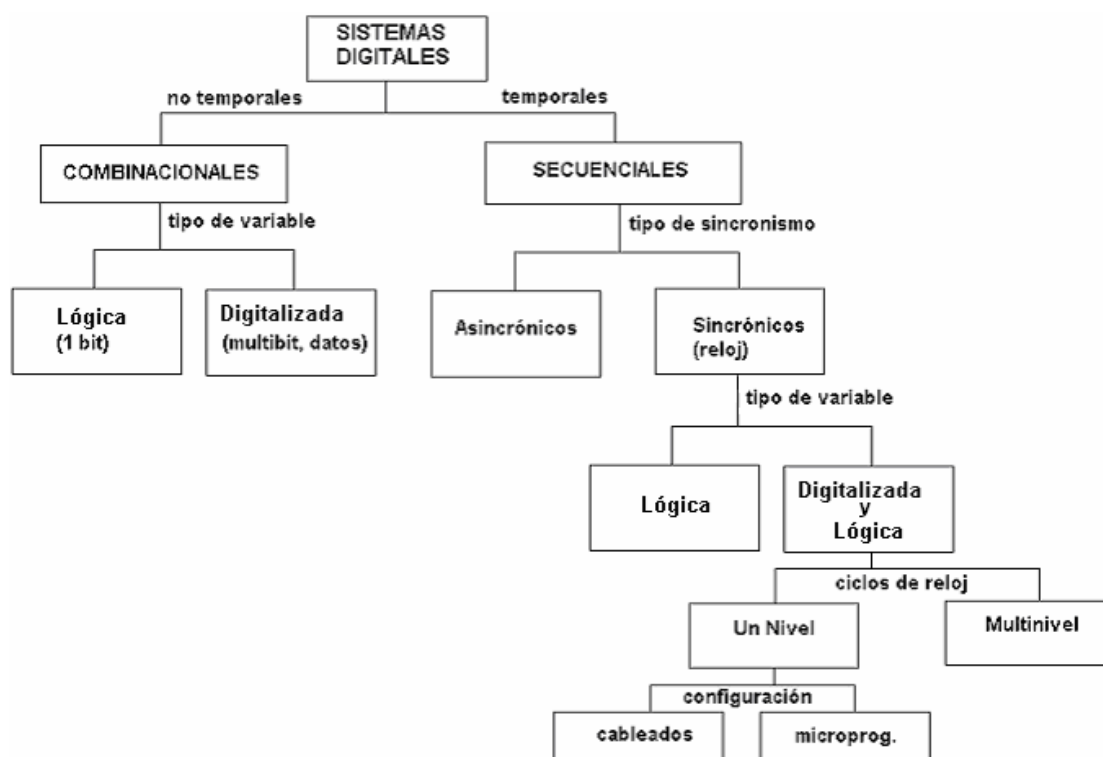 SISTEMAS
DIGITALES
no temporales
temporales
COMBINACIONALES
SECUENCIALES
tipo de variable
tipo de sincronismo
Lógica
(1 bit)
Digitalizada
(multibit, datos)
Asincrónicos
Sincrónicos
(reloj)
tipo de variable
Lógica
Digitalizada
y
Lógica
ciclos de reloj
Un Nivel
Multinivel
configuración
cableados
microprog.